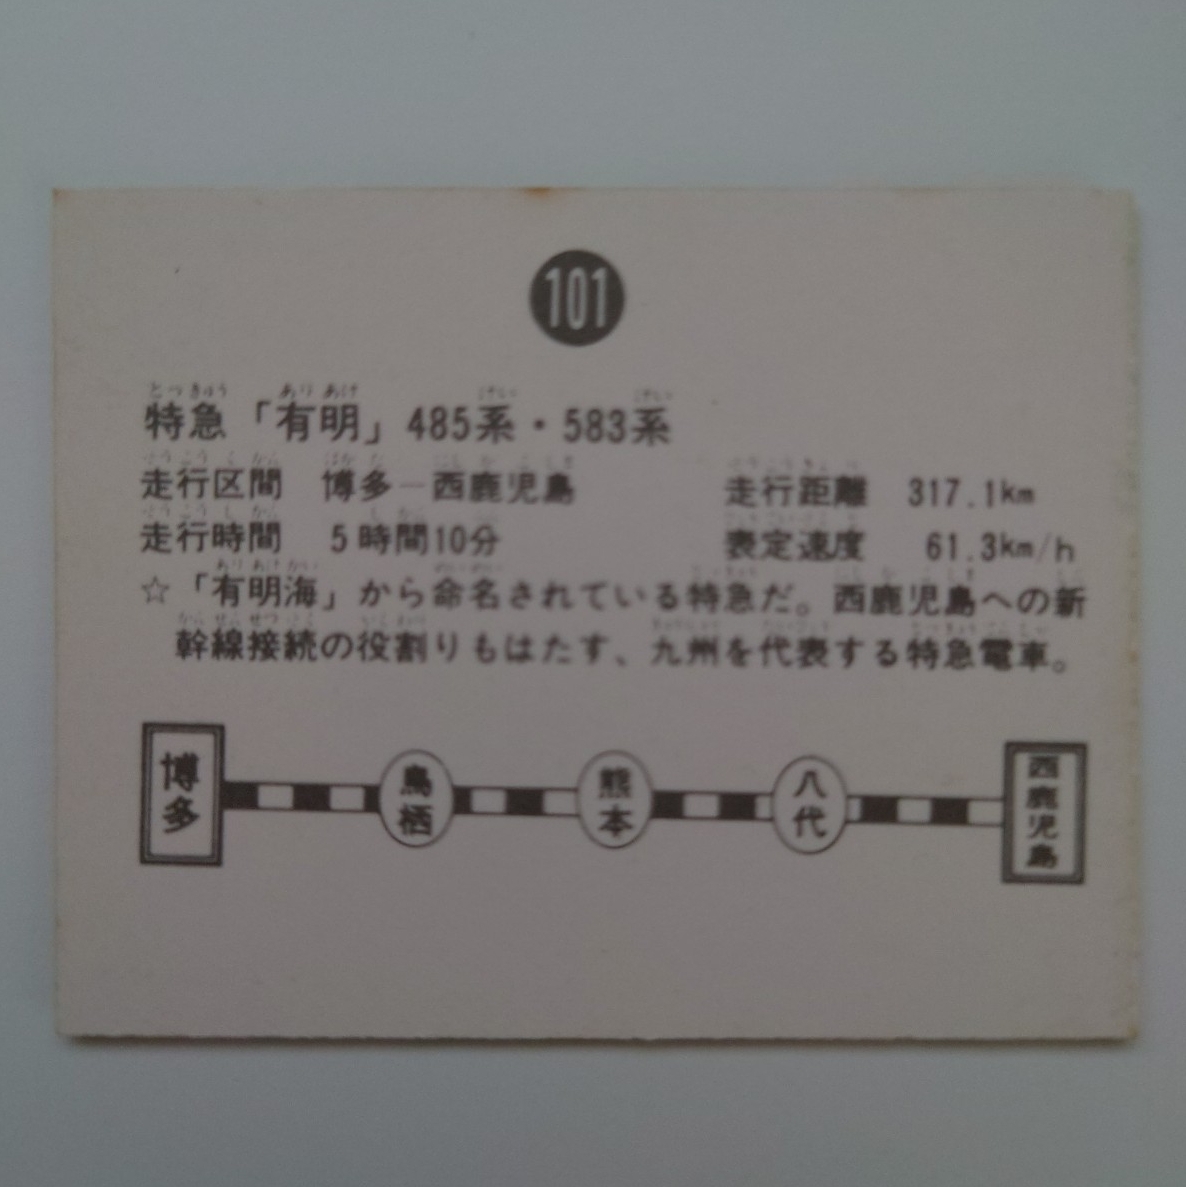 101
特急「有明」485系・583系
走行区間 博多－西鹿児島 走行距離 317.1km
走行時間 5時間10分 表定速度 61.3km/h
☆「有明海」から命名されている特急だ。西鹿児島への新
幹線接続の役割りもはたす、九州を代表する特急電車。
博多 鳥栖 熊本 八代 西鹿児島